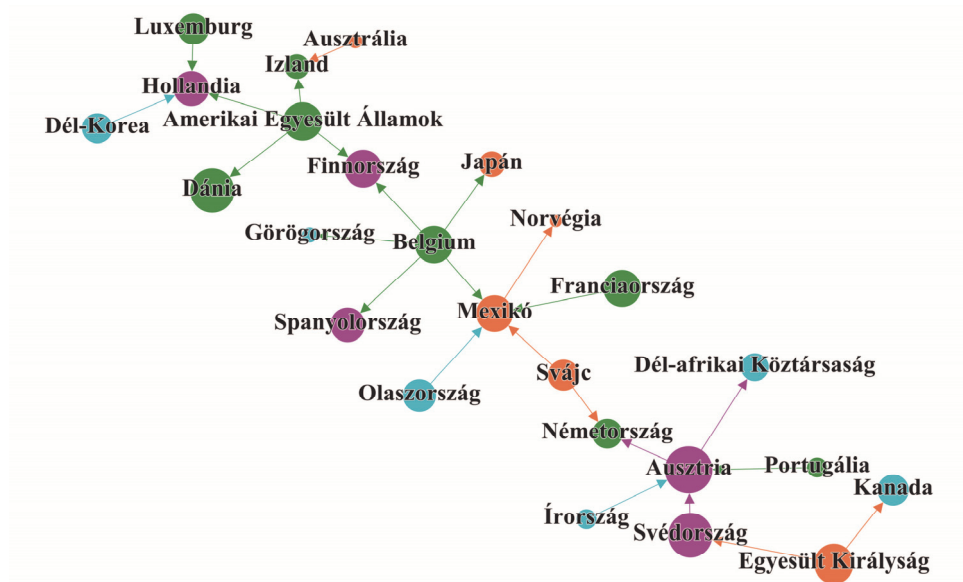 Luxemburg
Ausztrália
Izland
Hollandia
Amerikai Egyesült Államok
Dél-Korea
Japán
Finnország
Dánia
Norvégia
Görögország
Belgium
Franciaország
Mexikó
Spanyolország
Dél-afrikai Köztársaság
Svájc
Olaszország
Németország
Ausztria
Portugália
Kanada
Írország
Svédország
Egyesült Királyság